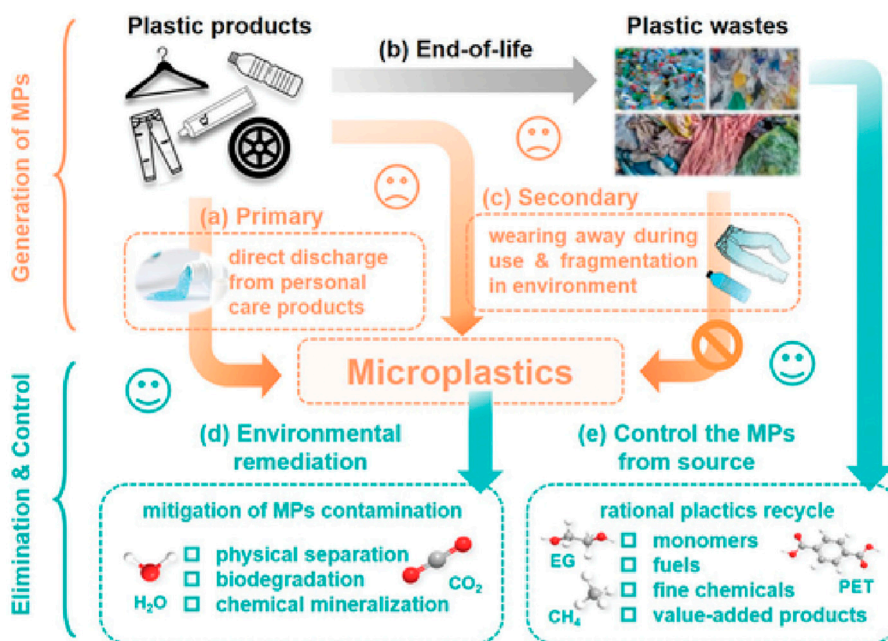 Plastic products
(b) End-of-life
Plastic wastes
Generation of MPs
(a) Primary
direct discharge
from personal
care products
(c) Secondary
wearing away during
use & fragmentation
in environment
Microplastics
Elimination & Control
(d) Environmental
remediation
mitigation of MPs contamination
physical separation
biodegradation
chemical mineralization
H₂O
CO₂
(e) Control the MPs
from source
rational plactics recycle
monomers
fuels
fine chemicals
value-added products
EG
CH₄
PET